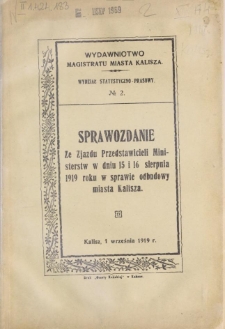 WYDAWNICTWO
MAGISTRATU MIASTA KALISZA.
WYDZIAŁ STATYSTYCZNO-PRASOWY.
№ 2.
SPRAWOZDANIE
Ze Zjazdu Przedstawicieli Mini-
sterstw w dniu 15 i 16 sierpnia
1919 roku w sprawie odbudowy
miasta Kalisza.
Kalisz, 1 września 1919 r.